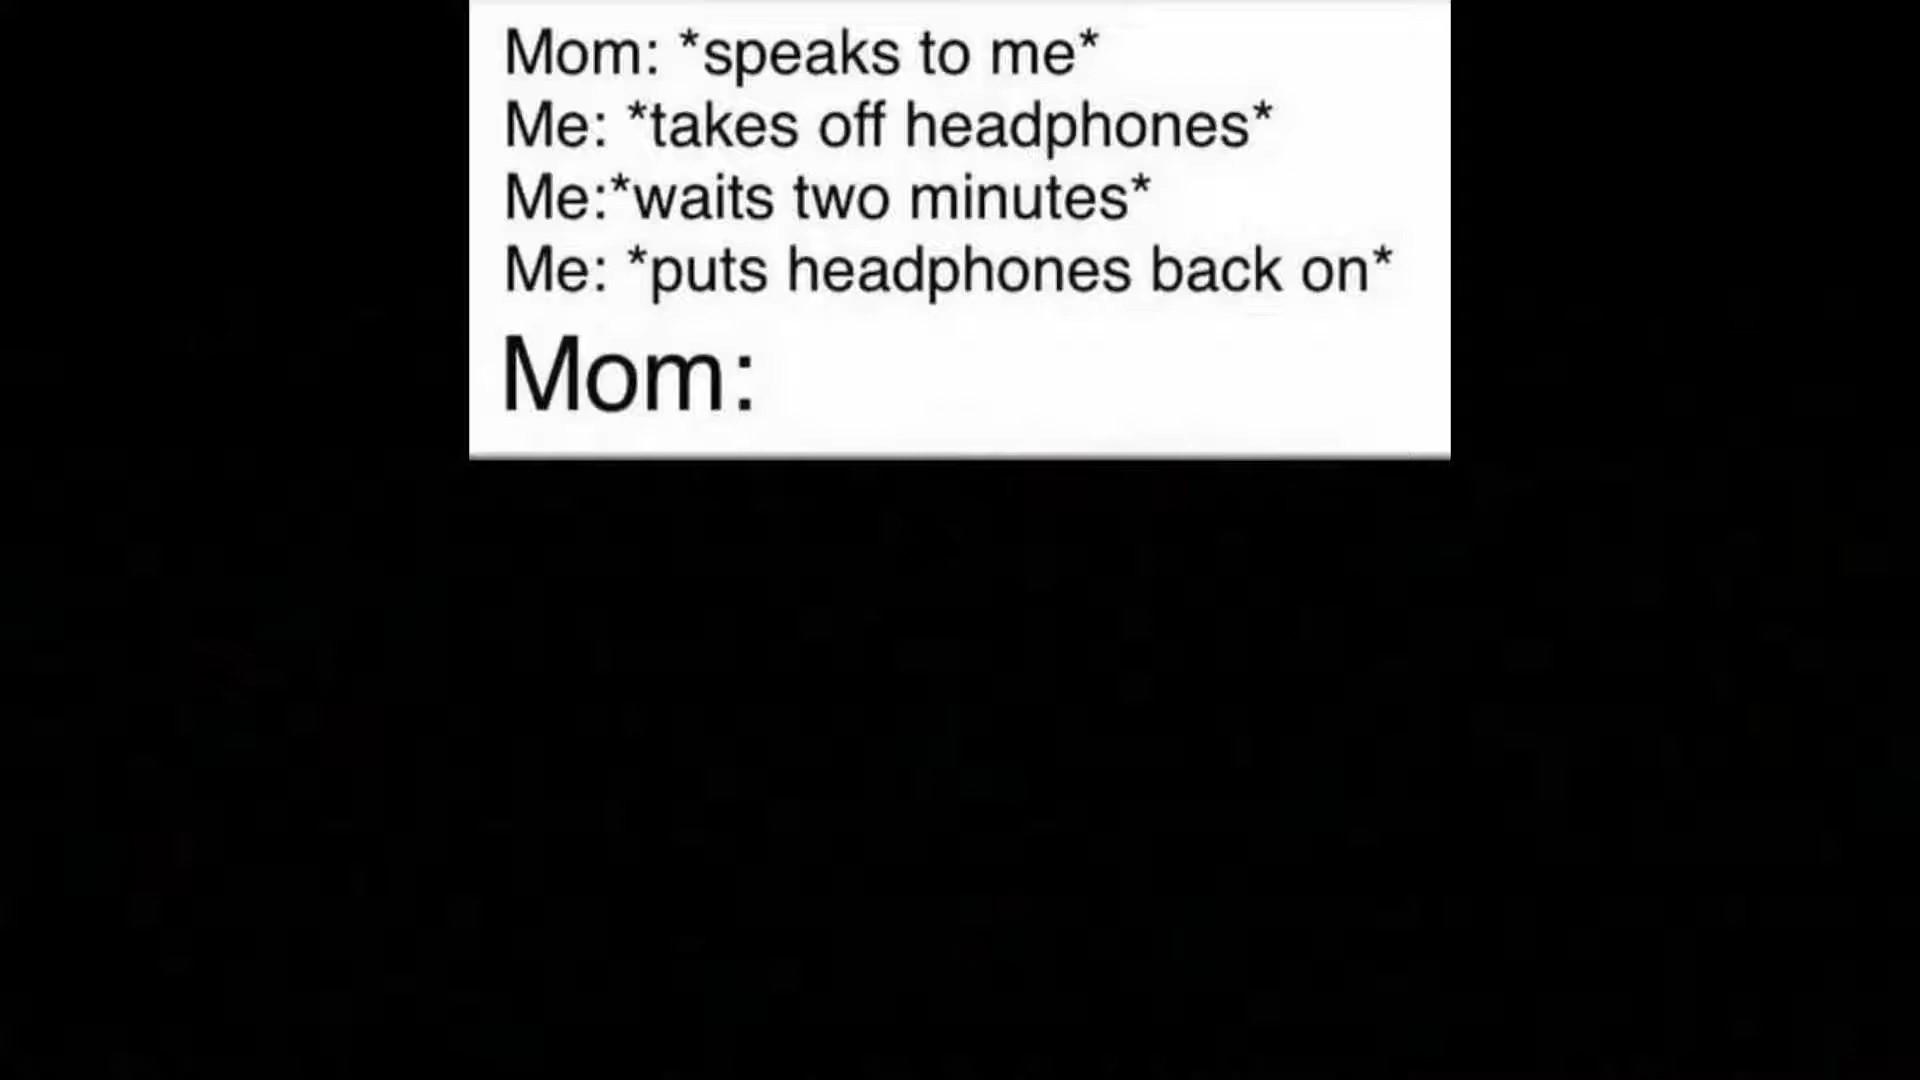 Mom: *speaks to me*
Me: *takes off headphones*
Me:*waits two minutes*
Me: *puts headphones back on*
Mom: